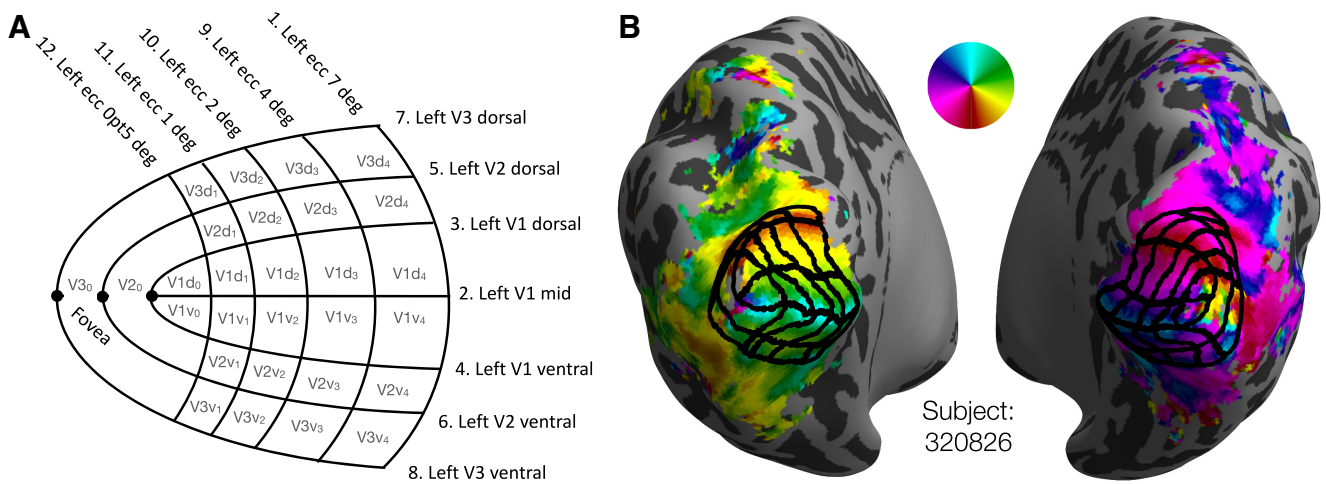 A
12. Left ecc 0pt5 deg
11. Left ecc 1 deg
10. Left ecc 2 deg
9. Left ecc 4 deg
1. Left ecc 7 deg
7. Left V3 dorsal
5. Left V2 dorsal
3. Left V1 dorsal
2. Left V1 mid
4. Left V1 ventral
6. Left V2 ventral
8. Left V3 ventral
V3d1 V3d2 V3d3 V3d4
V2d1 V2d2 V2d3 V2d4
V30 V20 V1d0 V1d1 V1d2 V1d3 V1d4
Fovea
V1v0 V1v1 V1v2 V1v3 V1v4
V2v1 V2v2 V2v3 V2v4
V3v1 V3v2 V3v3 V3v4
B
Subject:
320826